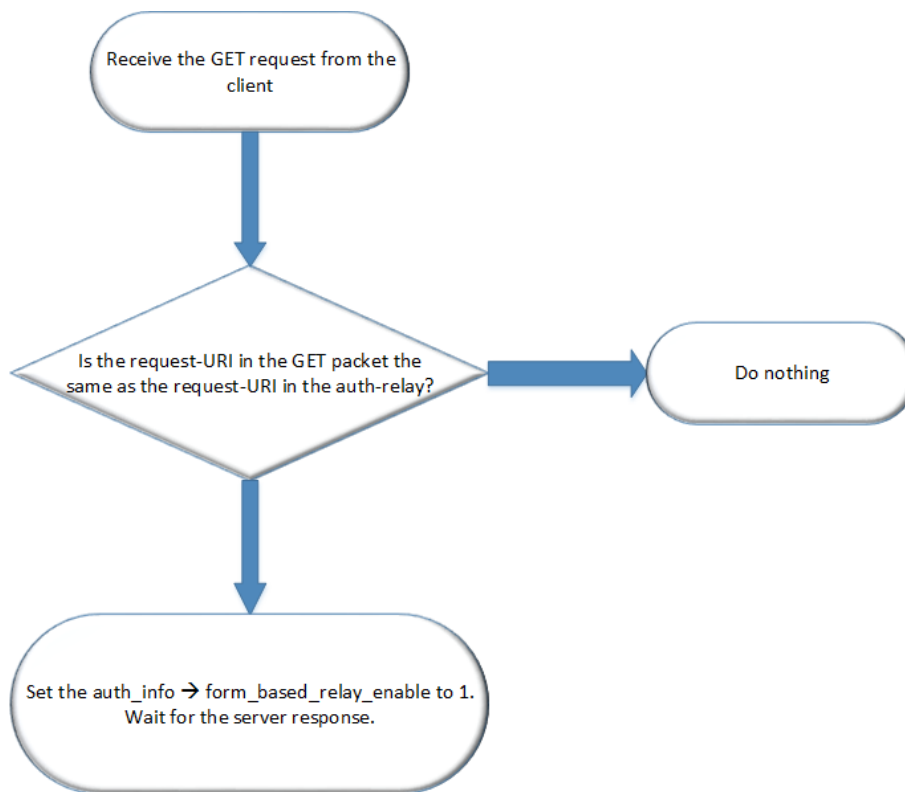 Receive the GET request from the
client
Is the request-URI in the GET packet the
same as the request-URI in the auth-relay?
Do nothing
Set the auth_info → form_based_relay_enable to 1.
Wait for the server response.